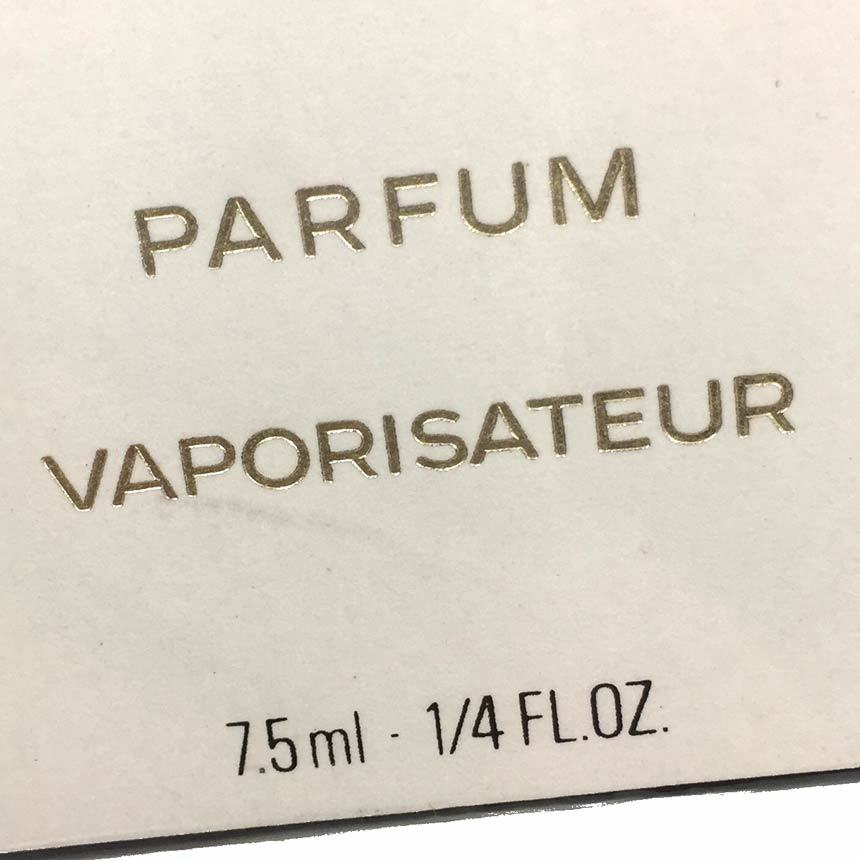 PARFUM
VAPORISATEUR
7.5ml - 1/4 FL.OZ.